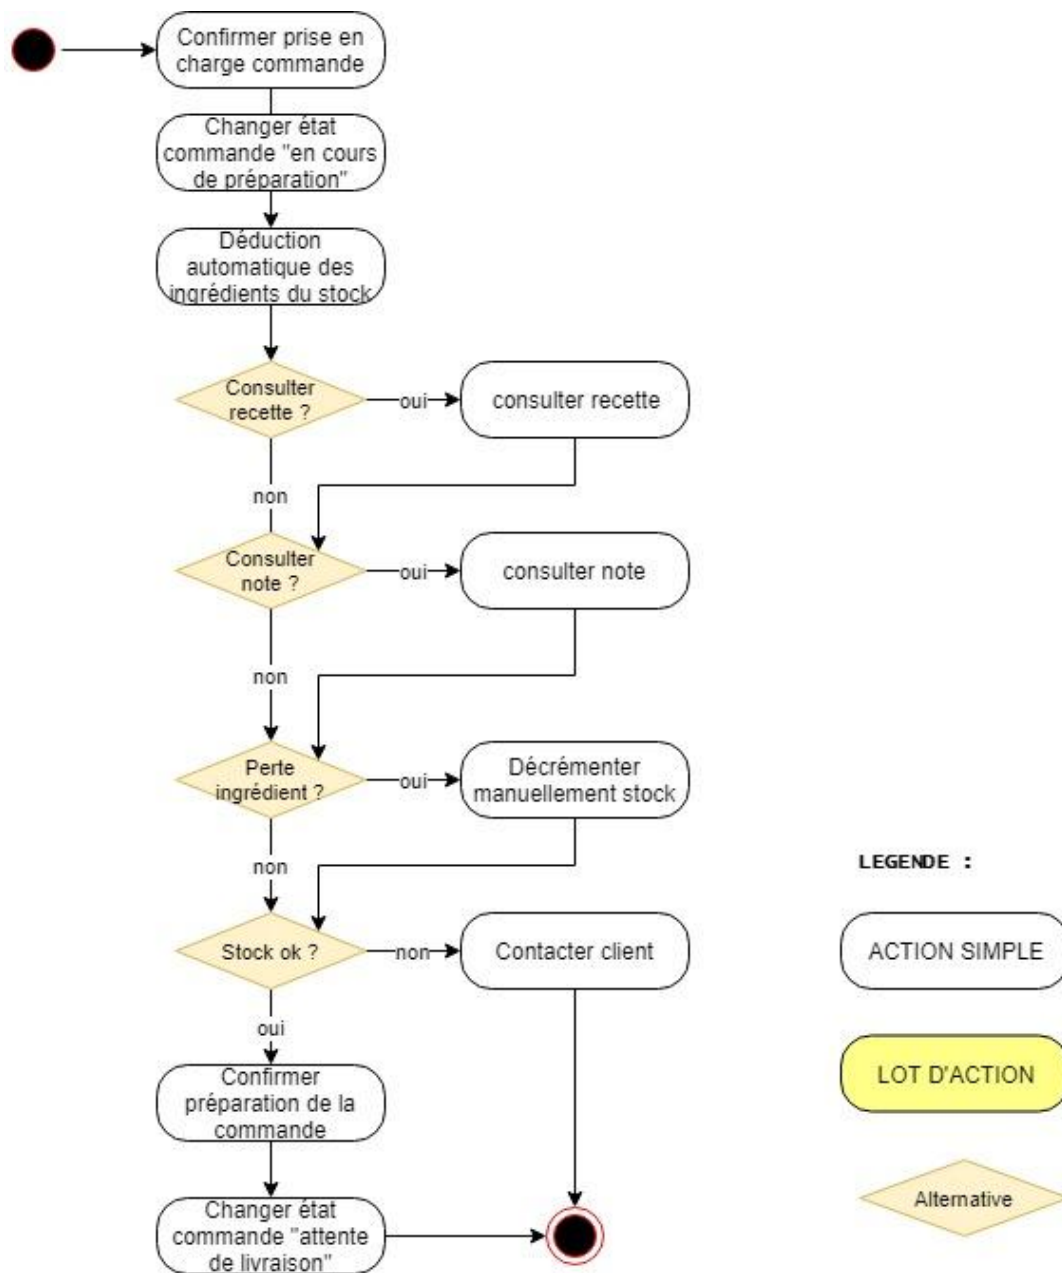 Confirmer prise en
charge commande
Changer état
commande "en cours
de préparation"
Déduction
automatique des
ingrédients du stock
Consulter
recette ?
oui
consulter recette
non
Consulter
note ?
oui
consulter note
non
Perte
ingrédient ?
oui
Décrémenter
manuellement stock
non
Stock ok ?
non
Contacter client
oui
Confirmer
préparation de la
commande
Changer état
commande "attente
de livraison"
LEGENDE :
ACTION SIMPLE
LOT D'ACTION
Alternative